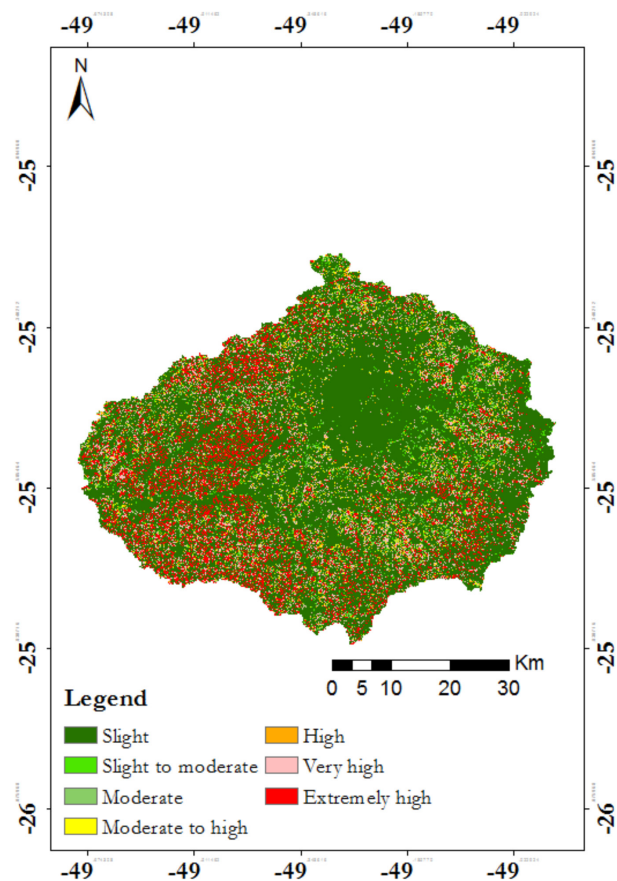 -49 -49 -49 -49 -49
N
-25 -25
-25 -25
-25 -25
-25 -25
Km
0 5 10 20 30
Legend
Slight High
Slight to moderate Very high
Moderate Extremely high
Moderate to high
-26 -26
-49 -49 -49 -49 -49